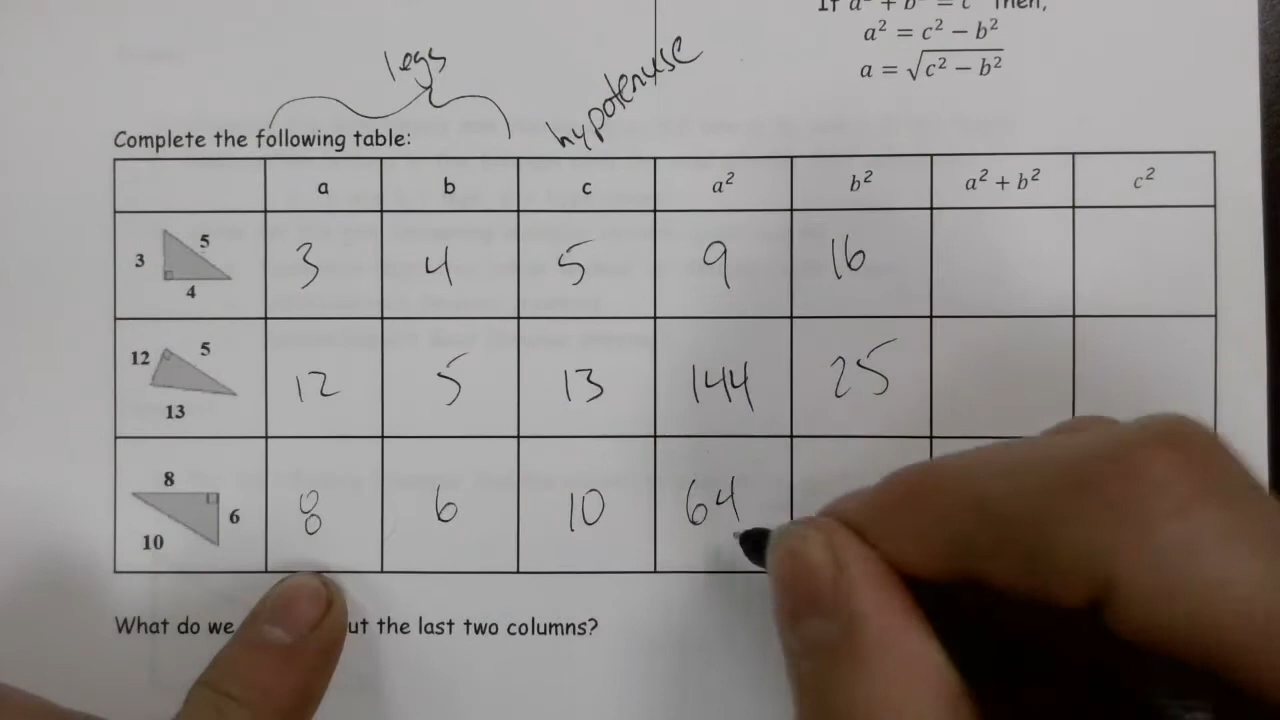 If a² + b² = c² Then,
a² = c² − b²
a = √c² − b²
legs
hypotenuse
Complete the following table:
a b c a² b² a² + b² c²
3 5 4 3 4 5 9 16
12 5 13 12 5 13 144 25
8 6 10 8 6 10 64
What do we ut the last two columns?